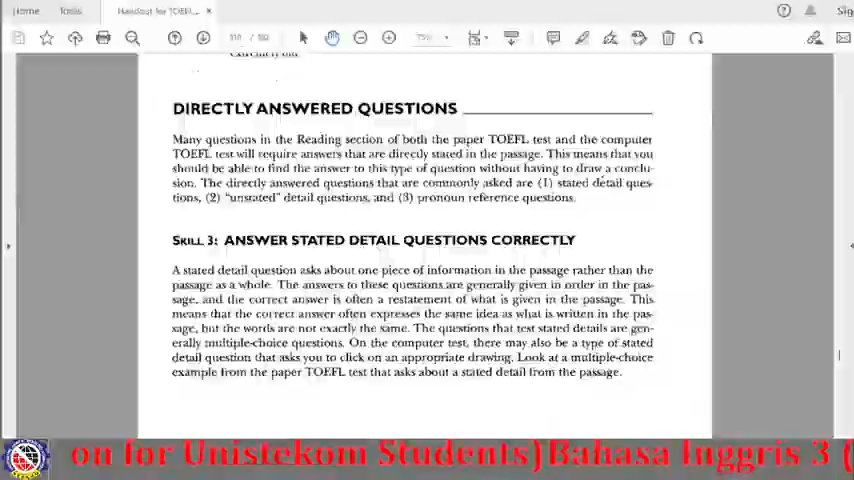 Home Tools Handout for TOEFL... × Sig
310 / 502 75%
DIRECTLY ANSWERED QUESTIONS
Many questions in the Reading section of both the paper TOEFL test and the computer
TOEFL test will require answers that are directly stated in the passage. This means that you
should be able to find the answer to this type of question without having to draw a conclu-
sion. The directly answered questions that are commonly asked are (1) stated detail ques-
tions, (2) "unstated" detail questions, and (3) pronoun reference questions.
SKILL 3: ANSWER STATED DETAIL QUESTIONS CORRECTLY
A stated detail question asks about one piece of information in the passage rather than the
passage as a whole. The answers to these questions are generally given in order in the pas-
sage, and the correct answer is often a restatement of what is given in the passage. This
means that the correct answer often expresses the same idea as what is written in the pas-
sage, but the words are not exactly the same. The questions that test stated details are gen-
erally multiple-choice questions. On the computer test, there may also be a type of stated
detail question that asks you to click on an appropriate drawing. Look at a multiple-choice
example from the paper TOEFL test that asks about a stated detail from the passage.
on for Unistekom Students)Bahasa Inggris 3 (